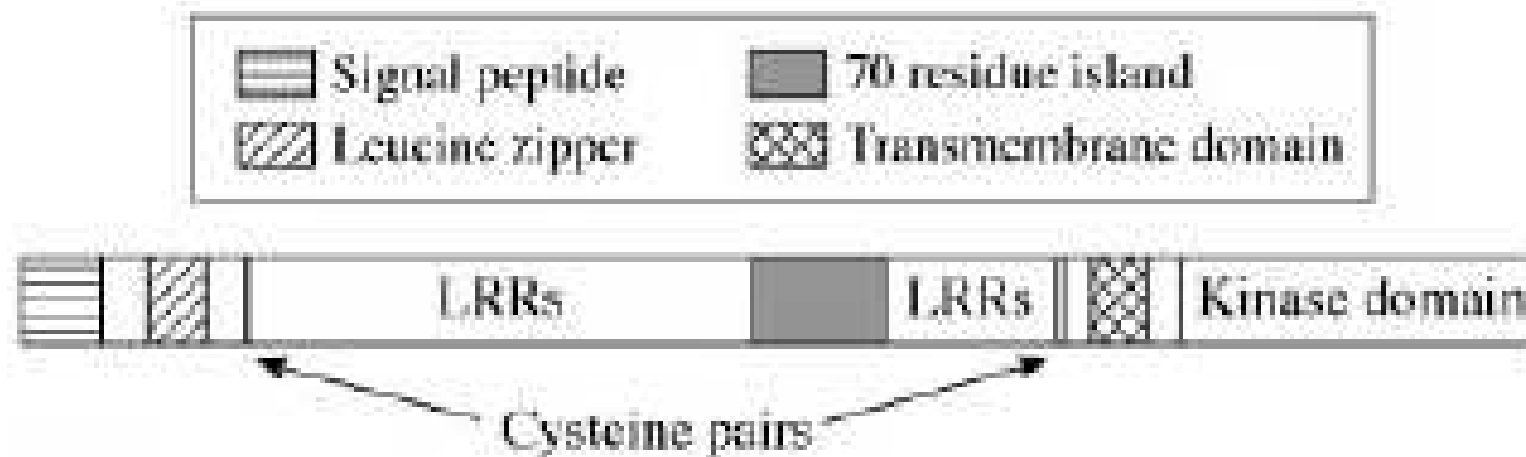 Signal peptide
70 residue island
Leucine zipper
Transmembrane domain
LRRs
LRRs
Kinase domain
Cysteine pairs